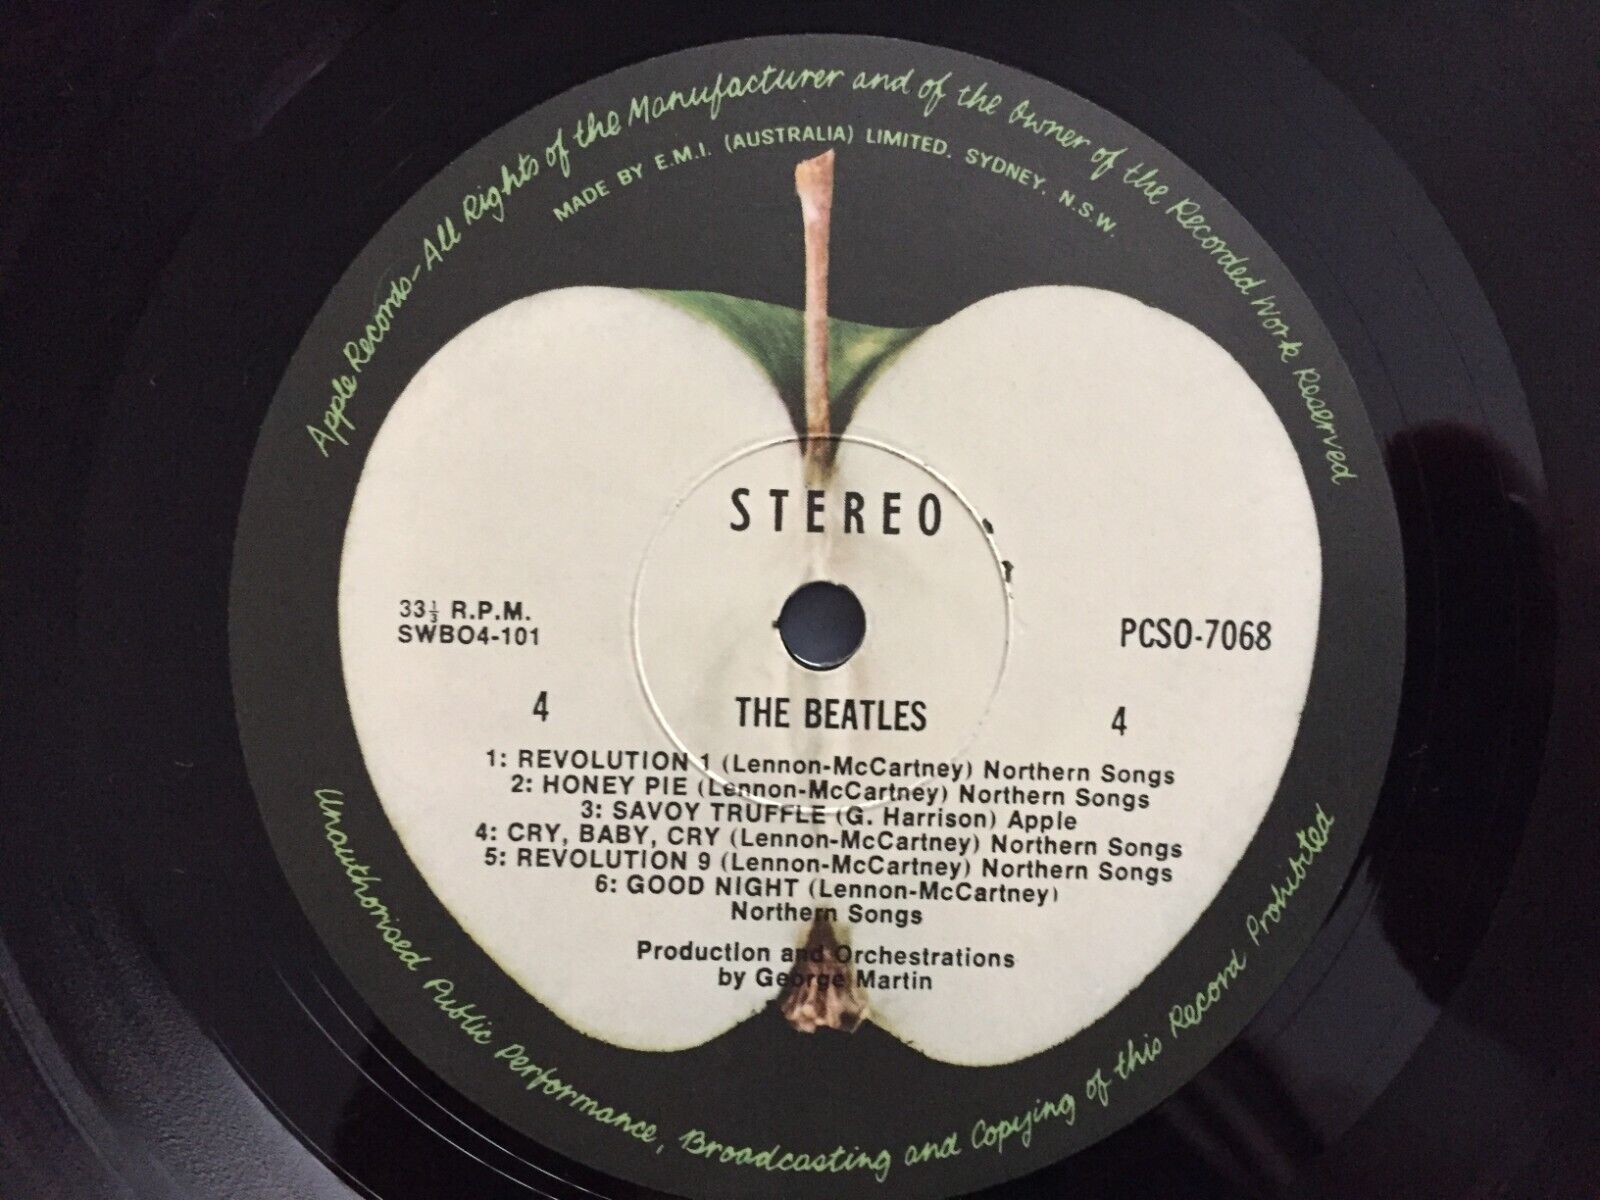 Apple Records-All Rights of the Manufacturer and of the Owner of the Recorded Work Reserved
MADE BY E.M.I. (AUSTRALIA) LIMITED. SYDNEY. N.S.W.
STEREO
33⅓ R.P.M.
SWBO4-101
PCSO-7068
4
THE BEATLES
4
1: REVOLUTION 1 (Lennon-McCartney) Northern Songs
2: HONEY PIE (Lennon-McCartney) Northern Songs
3: SAVOY TRUFFLE (G. Harrison) Apple
4: CRY, BABY, CRY (Lennon-McCartney) Northern Songs
5: REVOLUTION 9 (Lennon-McCartney) Northern Songs
6: GOOD NIGHT (Lennon-McCartney)
Northern Songs
Production and Orchestrations
by George Martin
Unauthorised Public Performance, Broadcasting and Copying of this Record Prohibited